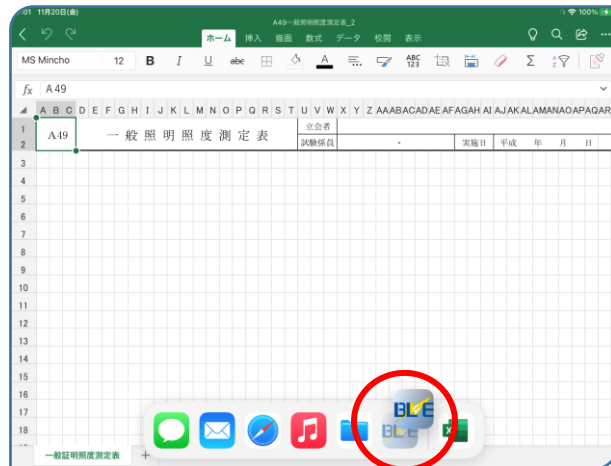 :01 11月20日(金) 100%
A49一般照明照度測定表_2
ホーム 挿入 描画 数式 データ 校閲 表示
MS Mincho 12 B I U abc A ABC 123 Σ
fx A 49
A B C D E F G H I J K L M N O P Q R S T U V W X Y Z AA AB AC AD AE AF AG AH AI AJ AK AL AM AN AO AP AQ AR
1 A49 一般照明照度測定表 立会者
2 試験係員 ・ 実施日 平成 年 月 日
3
4
5
6
7
8
9
10
11
12
13
14
15
16
17
18
BLE
BLE
一般証明照度測定表 +